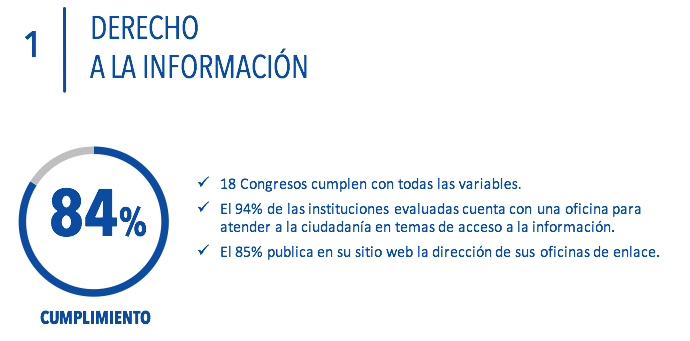 1
DERECHO
A LA INFORMACIÓN
84%
CUMPLIMIENTO
✓ 18 Congresos cumplen con todas las variables.
✓ El 94% de las instituciones evaluadas cuenta con una oficina para
atender a la ciudadanía en temas de acceso a la información.
✓ El 85% publica en su sitio web la dirección de sus oficinas de enlace.